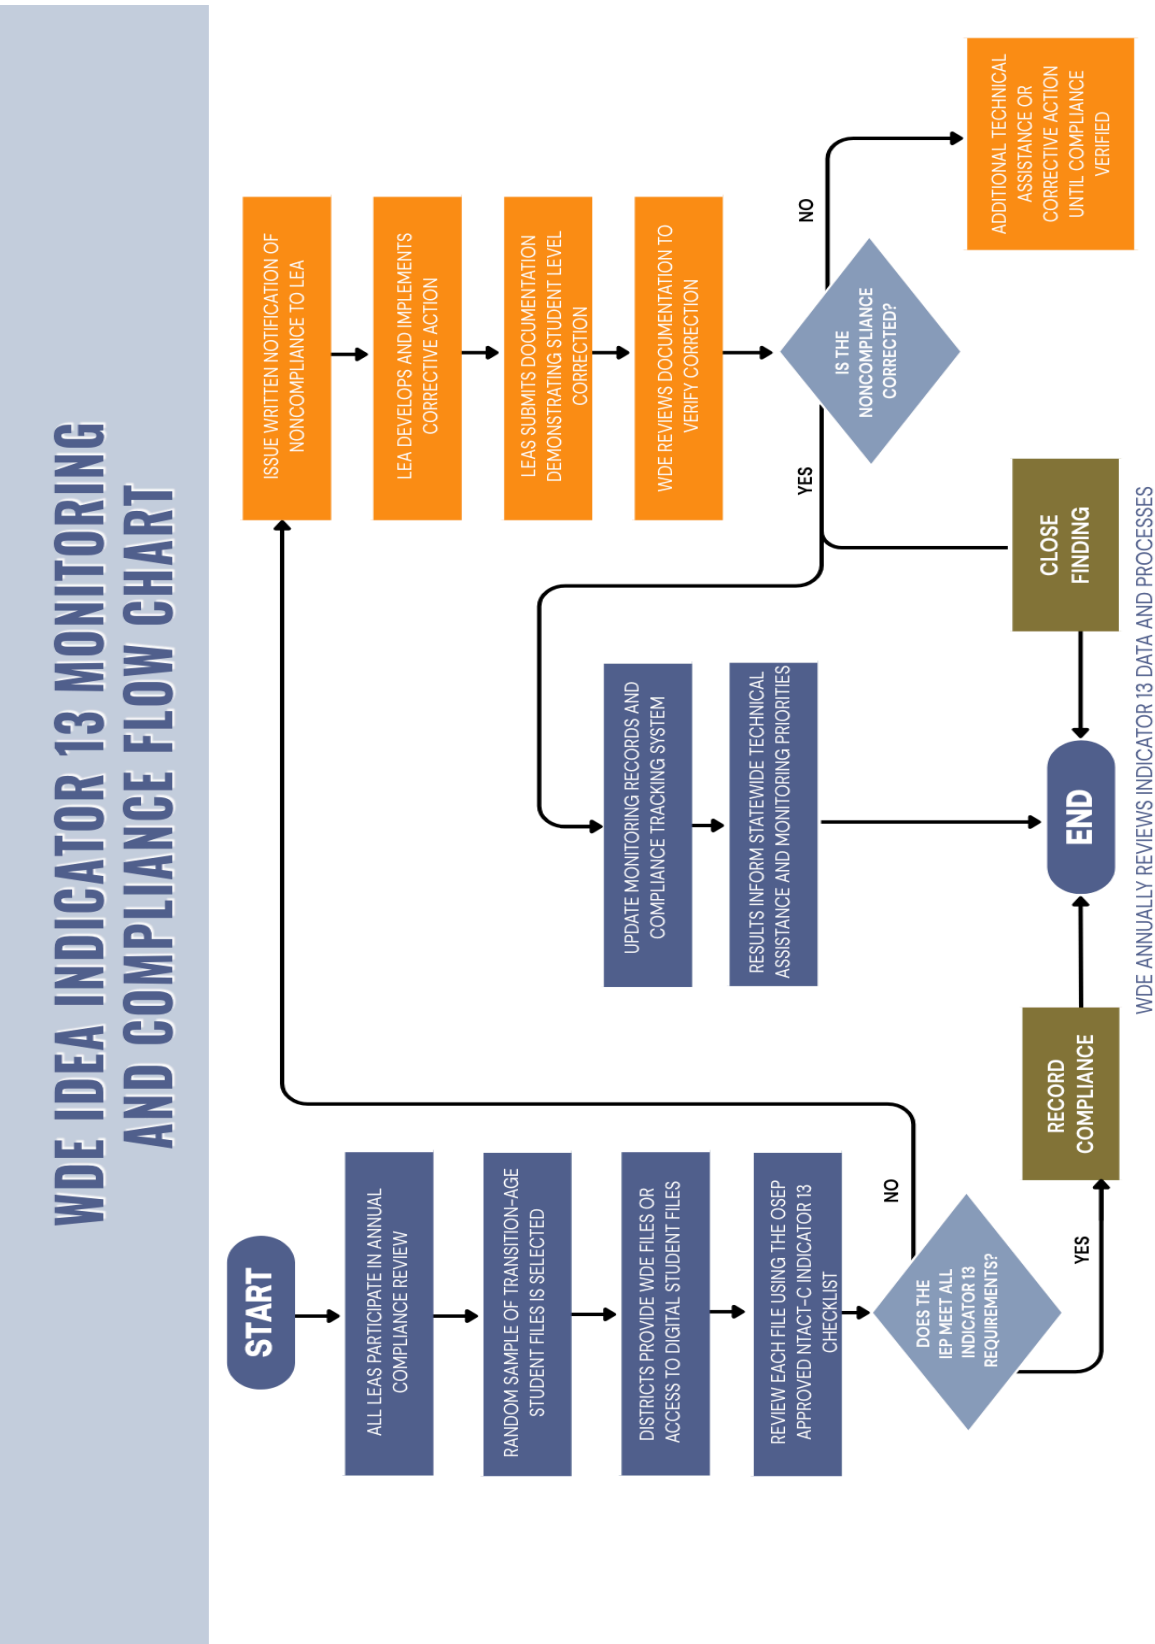 WDE IDEA INDICATOR 13 MONITORING
AND COMPLIANCE FLOW CHART
START
ALL LEAS PARTICIPATE IN ANNUAL
COMPLIANCE REVIEW
RANDOM SAMPLE OF TRANSITION-AGE
STUDENT FILES IS SELECTED
DISTRICTS PROVIDE WDE FILES OR
ACCESS TO DIGITAL STUDENT FILES
REVIEW EACH FILE USING THE OSEP
APPROVED NTACT-C INDICATOR 13
CHECKLIST
DOES THE
IEP MEET ALL
INDICATOR 13
REQUIREMENTS?
NO
YES
RECORD
COMPLIANCE
UPDATE MONITORING RECORDS AND
COMPLIANCE TRACKING SYSTEM
RESULTS INFORM STATEWIDE TECHNICAL
ASSISTANCE AND MONITORING PRIORITIES
END
ISSUE WRITTEN NOTIFICATION OF
NONCOMPLIANCE TO LEA
LEA DEVELOPS AND IMPLEMENTS
CORRECTIVE ACTION
LEAS SUBMITS DOCUMENTATION
DEMONSTRATING STUDENT LEVEL
CORRECTION
WDE REVIEWS DOCUMENTATION TO
VERIFY CORRECTION
IS THE
NONCOMPLIANCE
CORRECTED?
YES
NO
CLOSE
FINDING
ADDITIONAL TECHNICAL
ASSISTANCE OR
CORRECTIVE ACTION
UNTIL COMPLIANCE
VERIFIED
WDE ANNUALLY REVIEWS INDICATOR 13 DATA AND PROCESSES